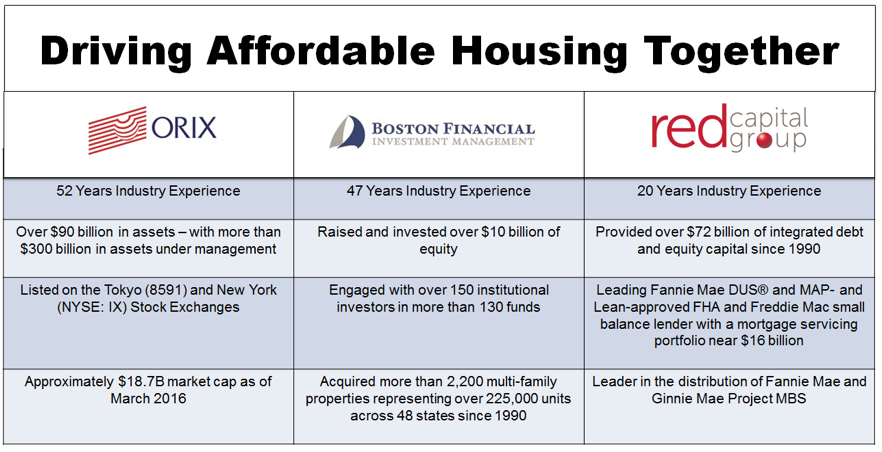 Driving Affordable Housing Together
ORIX
BOSTON FINANCIAL
INVESTMENT MANAGEMENT
red capital
group
52 Years Industry Experience
47 Years Industry Experience
20 Years Industry Experience
Over $90 billion in assets – with more than
$300 billion in assets under management
Raised and invested over $10 billion of
equity
Provided over $72 billion of integrated debt
and equity capital since 1990
Listed on the Tokyo (8591) and New York
(NYSE: IX) Stock Exchanges
Engaged with over 150 institutional
investors in more than 130 funds
Leading Fannie Mae DUS® and MAP- and
Lean-approved FHA and Freddie Mac small
balance lender with a mortgage servicing
portfolio near $16 billion
Approximately $18.7B market cap as of
March 2016
Acquired more than 2,200 multi-family
properties representing over 225,000 units
across 48 states since 1990
Leader in the distribution of Fannie Mae and
Ginnie Mae Project MBS